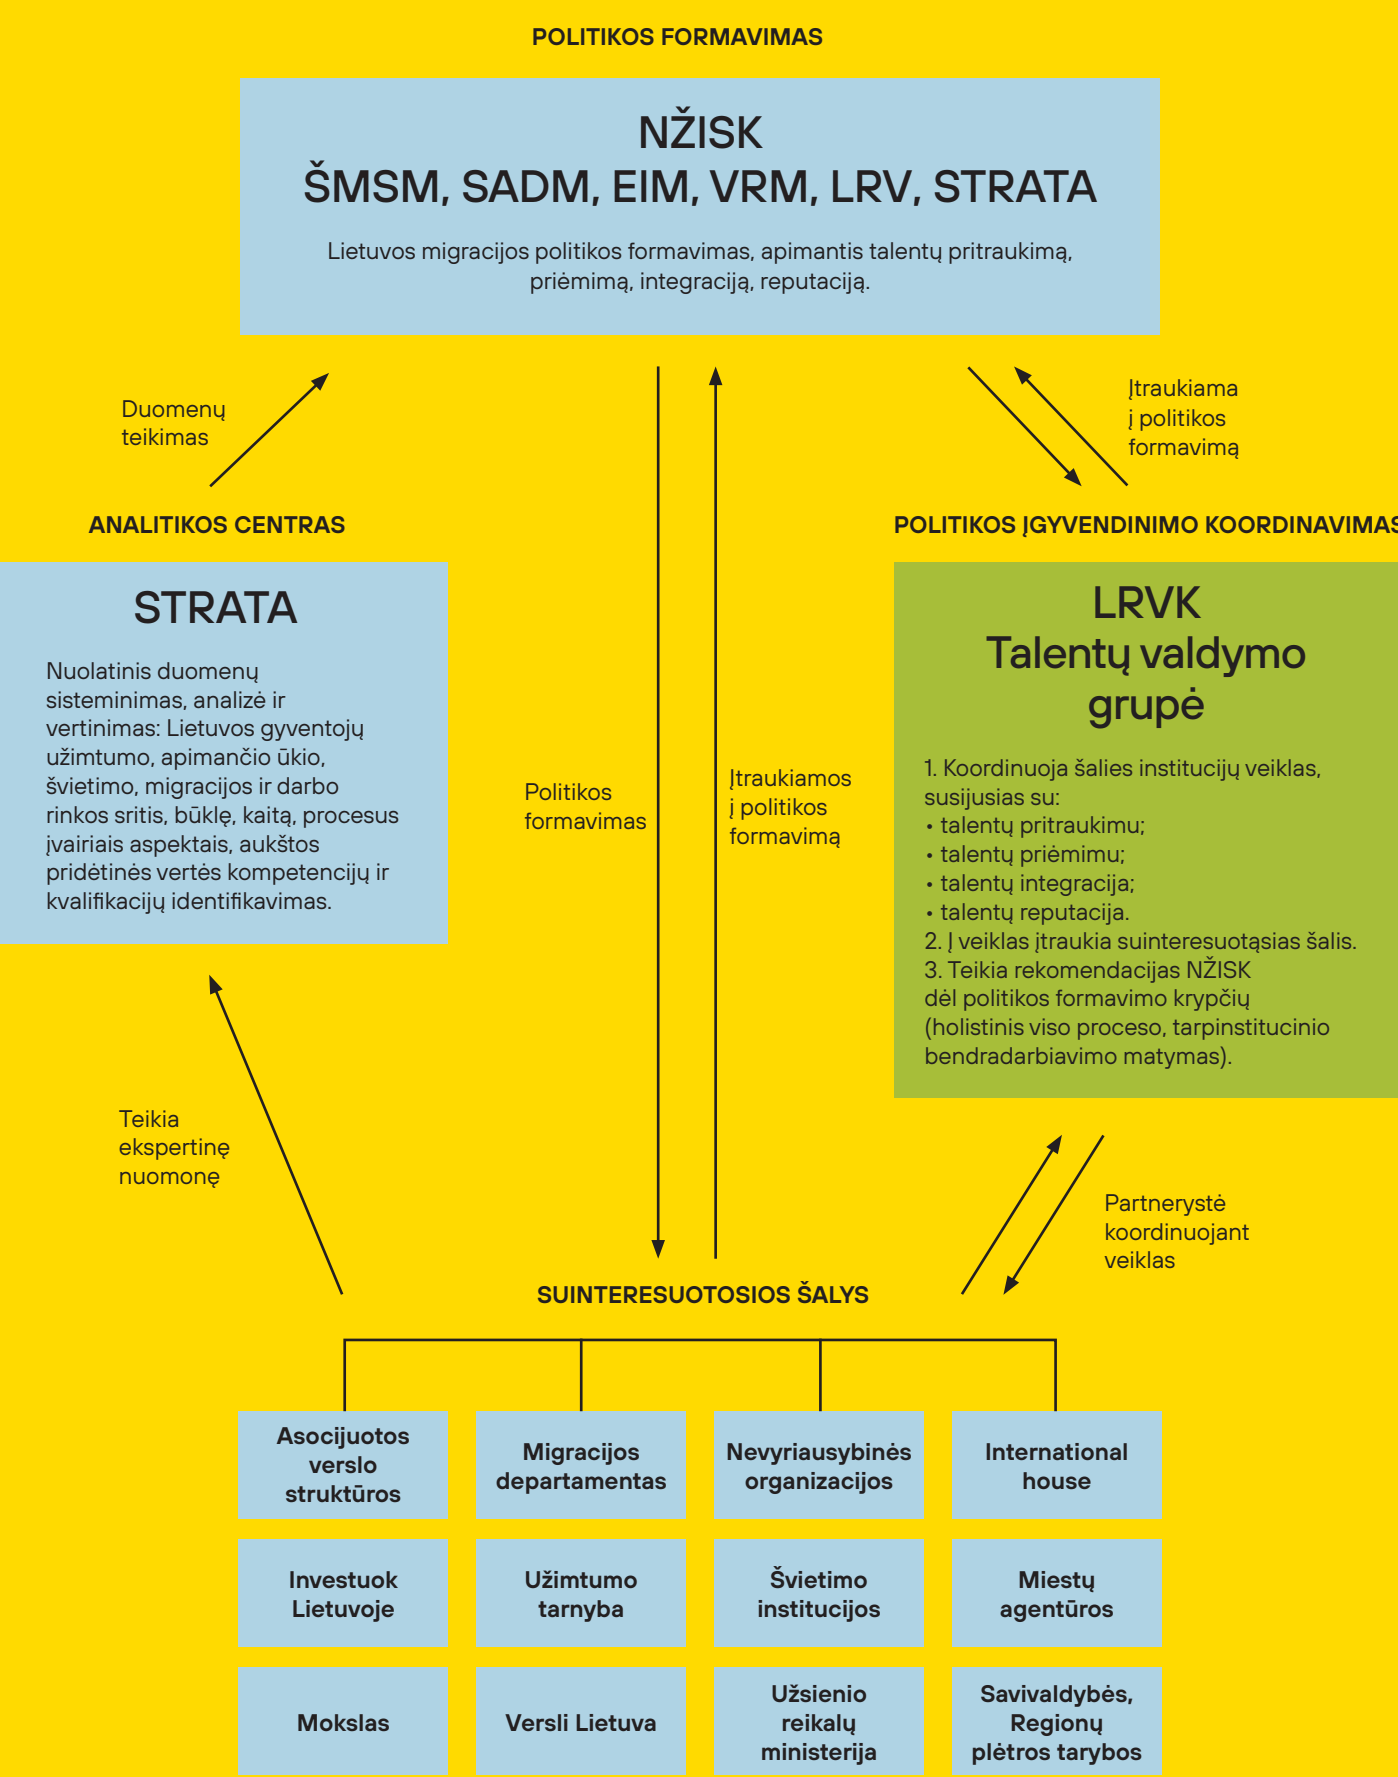 POLITIKOS FORMAVIMAS
NŽISK
ŠMSM, SADM, EIM, VRM, LRV, STRATA
Lietuvos migracijos politikos formavimas, apimantis talentų pritraukimą,
priėmimą, integraciją, reputaciją.
Duomenų
teikimas
Įtraukiama
į politikos
formavimą
ANALITIKOS CENTRAS
STRATA
Nuolatinis duomenų
sisteminimas, analizė ir
vertinimas: Lietuvos gyventojų
užimtumo, apimančio ūkio,
švietimo, migracijos ir darbo
rinkos sritis, būklę, kaitą, procesus
įvairiais aspektais, aukštos
pridėtinės vertės kompetencijų ir
kvalifikacijų identifikavimas.
Politikos
formavimas
Įtraukiamos
į politikos
formavimą
POLITIKOS ĮGYVENDINIMO KOORDINAVIMAS
LRVK
Talentų valdymo
grupė
1. Koordinuoja šalies institucijų veiklas,
susijusias su:
• talentų pritraukimu;
• talentų priėmimu;
• talentų integracija;
• talentų reputacija.
2. Į veiklas įtraukia suinteresuotąsias šalis.
3. Teikia rekomendacijas NŽISK
dėl politikos formavimo krypčių
(holistinis viso proceso, tarpinstitucinio
bendradarbiavimo matymas).
Teikia
ekspertinę
nuomonę
Partnerystė
koordinuojant
veiklas
SUINTERESUOTOSIOS ŠALYS
Asocijuotos
verslo
struktūros
Migracijos
departamentas
Nevyriausybinės
organizacijos
International
house
Investuok
Lietuvoje
Užimtumo
tarnyba
Švietimo
institucijos
Miestų
agentūros
Mokslas
Versli Lietuva
Užsienio
reikalų
ministerija
Savivaldybės,
Regionų
plėtros tarybos